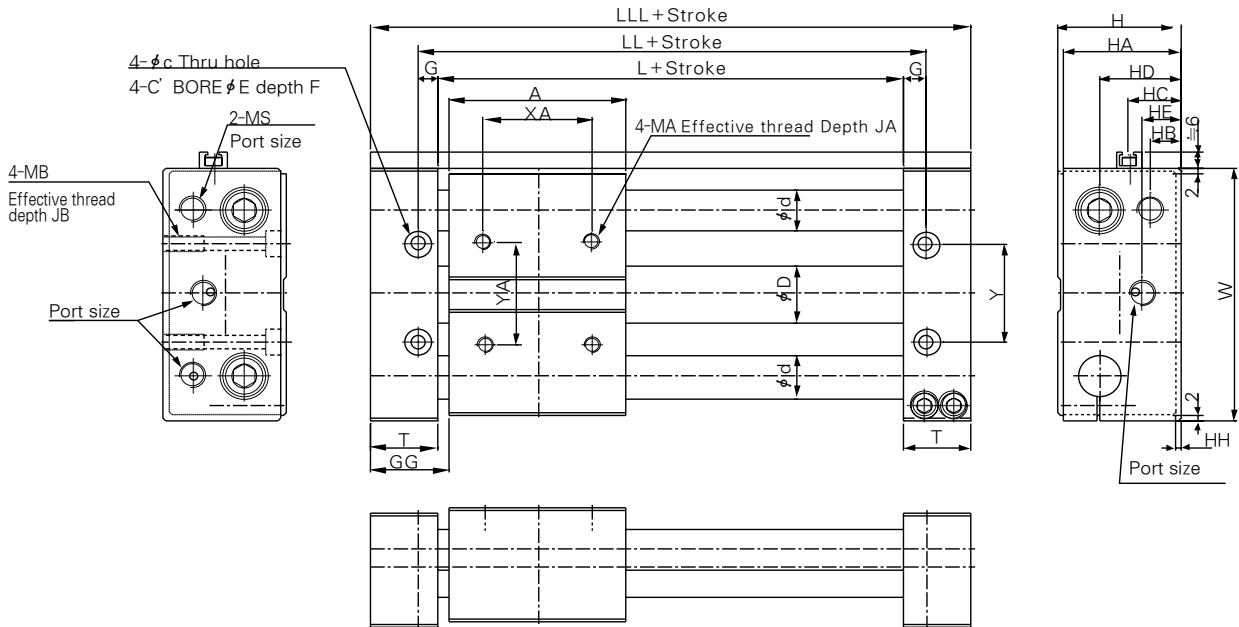 LLL+Stroke
LL+Stroke
G
L+Stroke
G
A
XA
4-φc Thru hole
4-C' BORE φE depth F
4-MA Effective thread Depth JA
2-MS
Port size
4-MB
Effective thread
depth JB
Port size
φd
YA
φD
Y
φd
T
GG
T
H
HA
HD
HC
HE
HB
≒6
2
W
2
HH
Port size